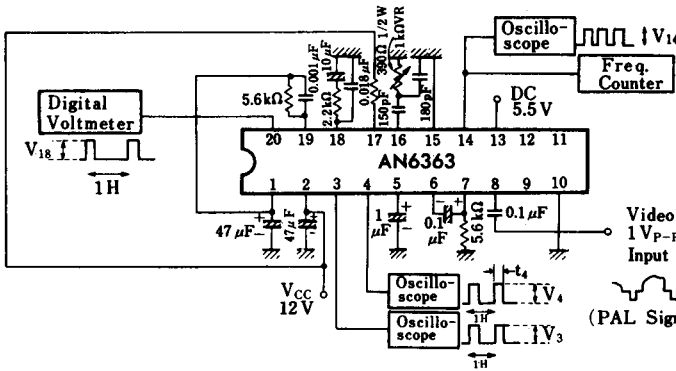 Oscillo-
scope
V14
Freq.
Counter
DC
5.5V
390Ω 1/2W
1kΩVR
0.001μF
10μF
5.6kΩ
2.2kΩ
0.018μF
150pF
180pF
Digital
Voltmeter
V18
1H
20 19 18 17 16 15 14 13 12 11
AN6363
1 2 3 4 5 6 7 8 9 10
+
−
47μF
+
−
47μF
1
μF
+
−
− +
0.1
μF
5.6kΩ
0.1μF
Video
1VP-P
Input
VCC
12V
Oscillo-
scope
t4
V4
1H
(PAL Sign
Oscillo-
scope
V3
1H